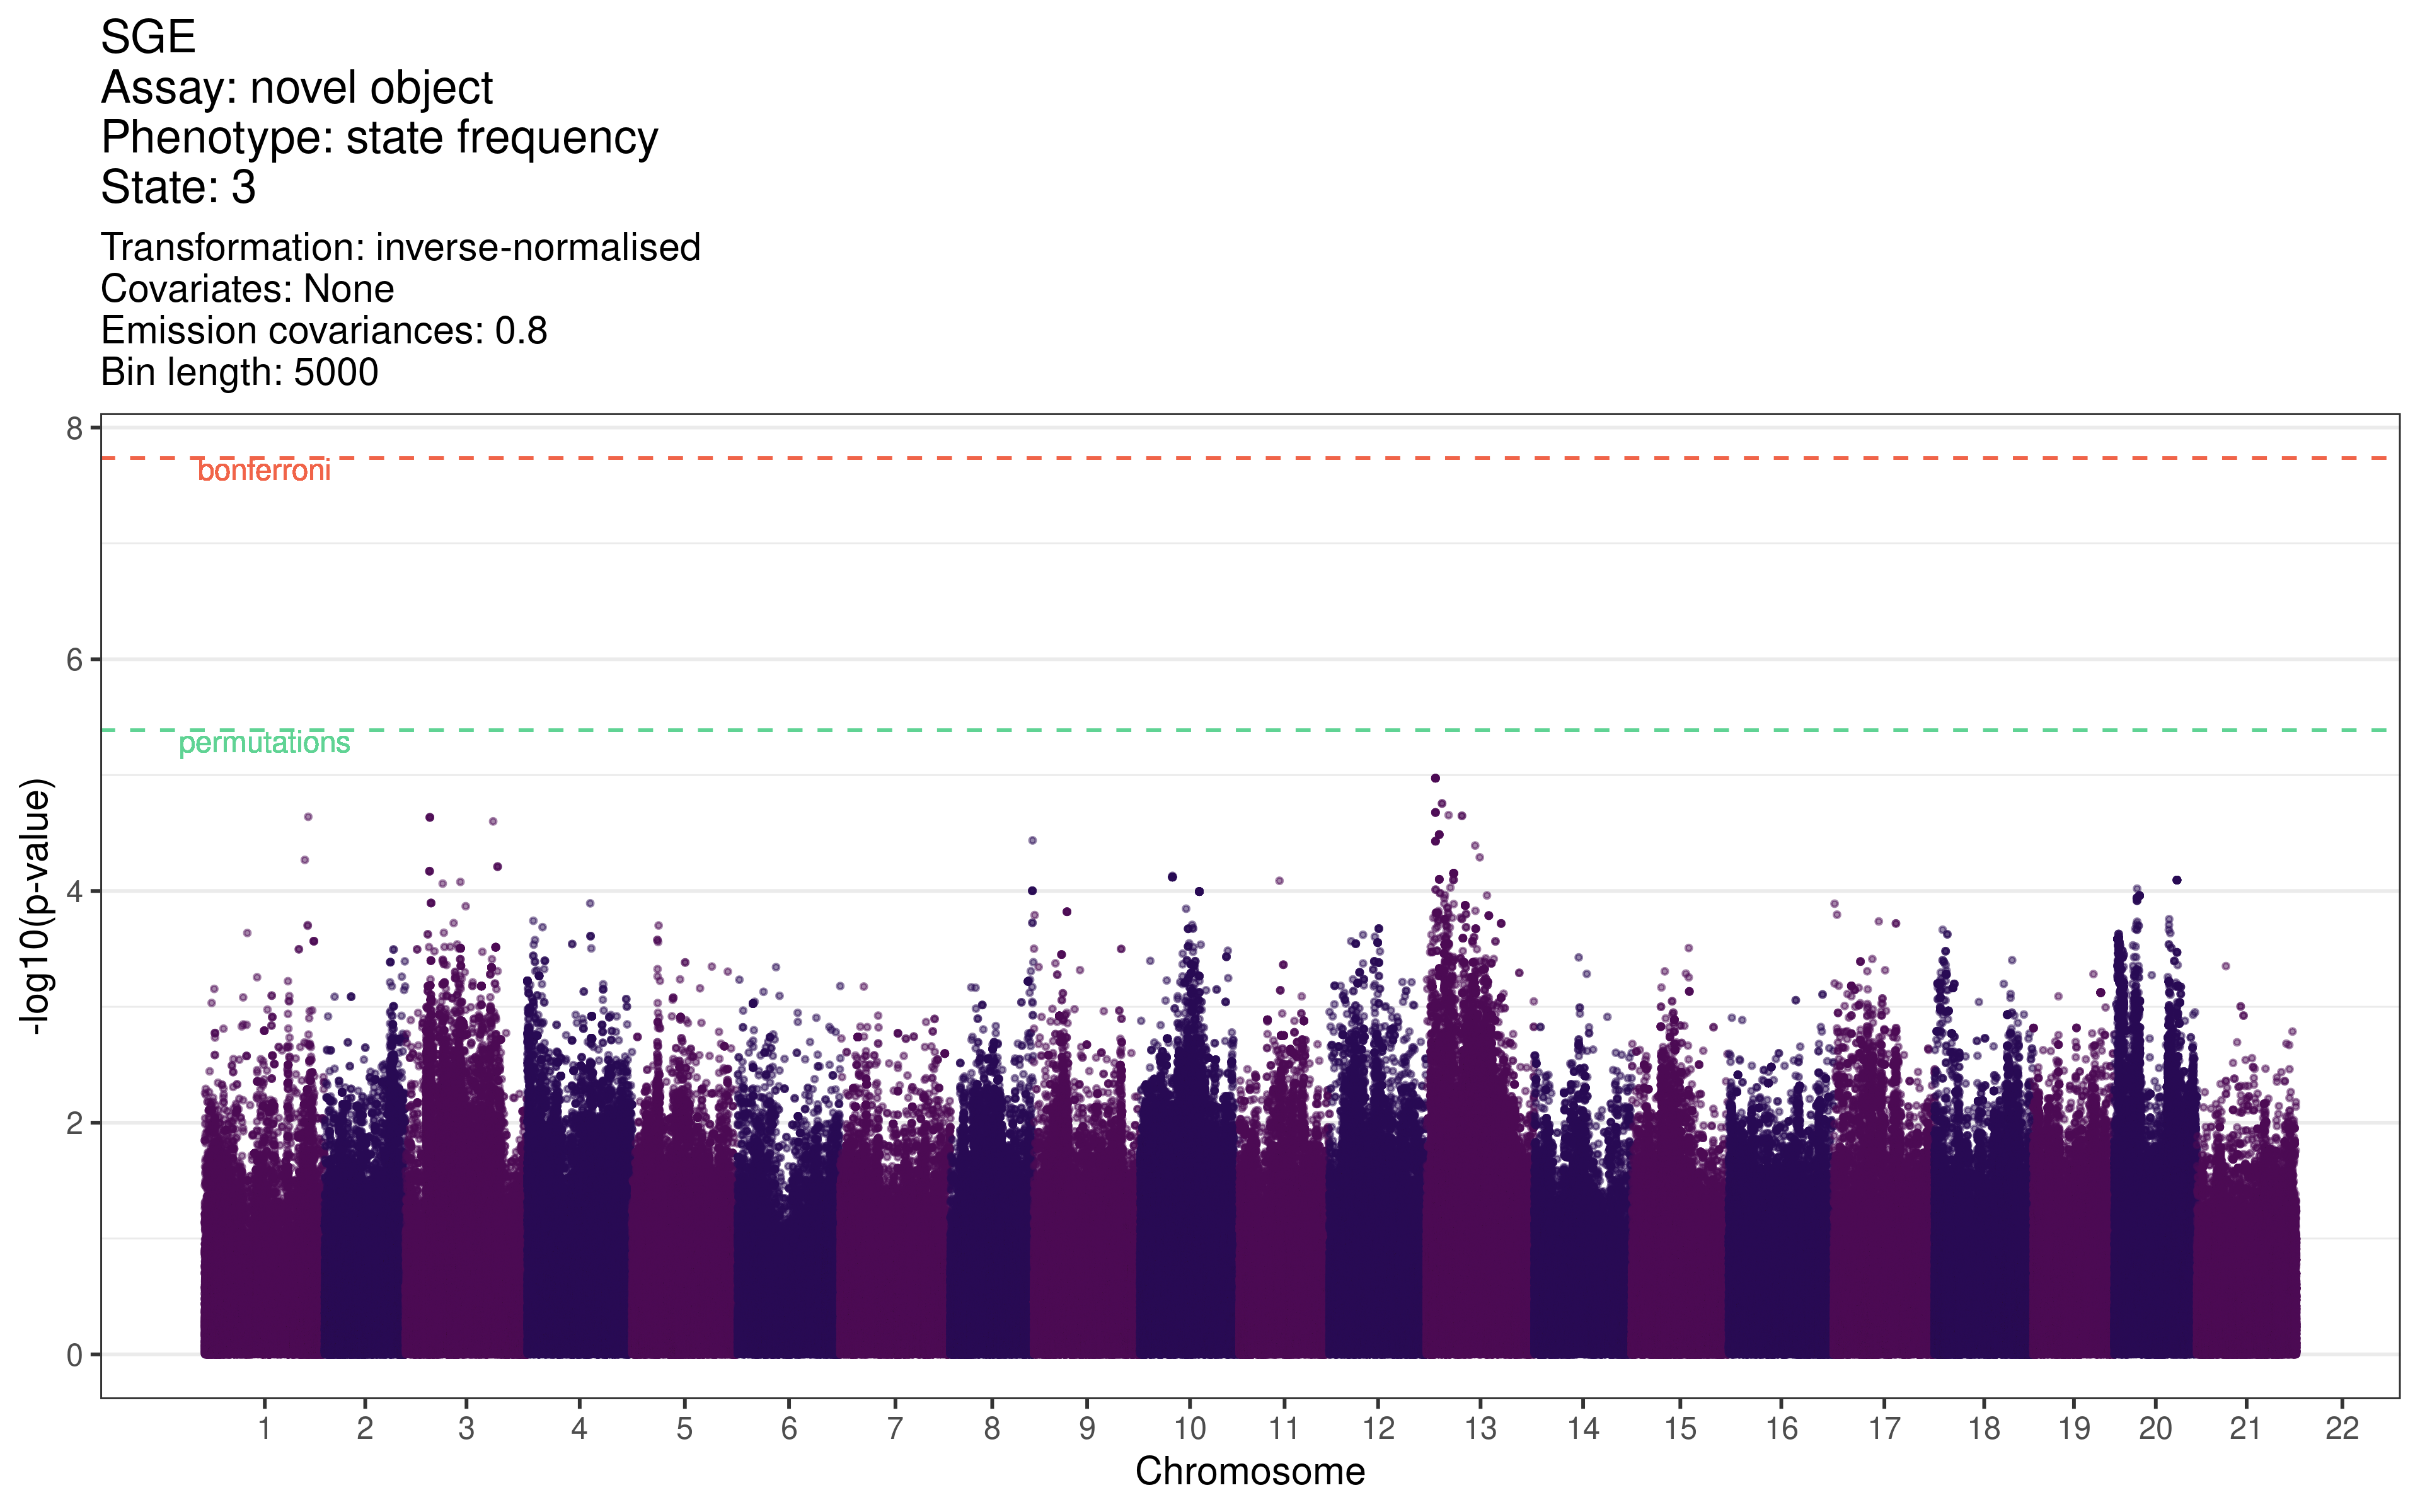 SGE
Assay: novel object
Phenotype: state frequency
State: 3
Transformation: inverse-normalised
Covariates: None
Emission covariances: 0.8
Bin length: 5000
8
bonferroni
6
permutations
4
2
0
-log10(p-value)
1 2 3 4 5 6 7 8 9 10 11 12 13 14 15 16 17 18 19 20 21 22
Chromosome